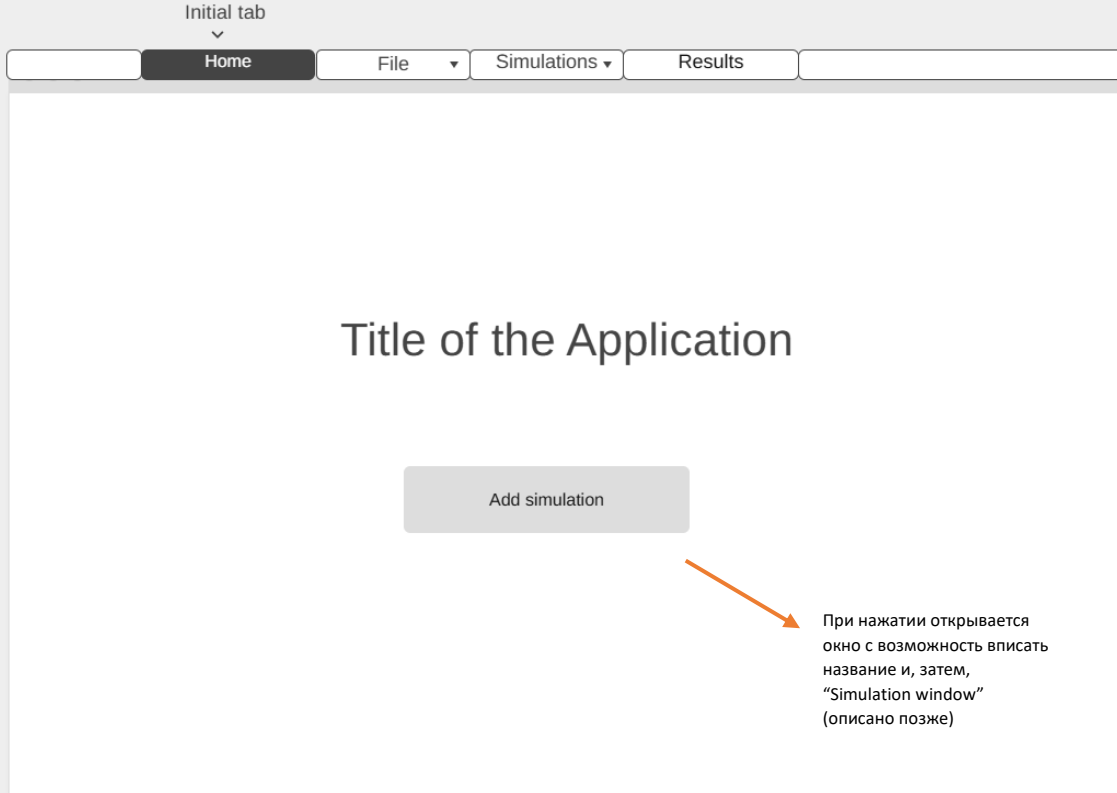 Initial tab
Home File Simulations Results
Title of the Application
Add simulation
При нажатии открывается
окно с возможность вписать
название и, затем,
“Simulation window”
(описано позже)